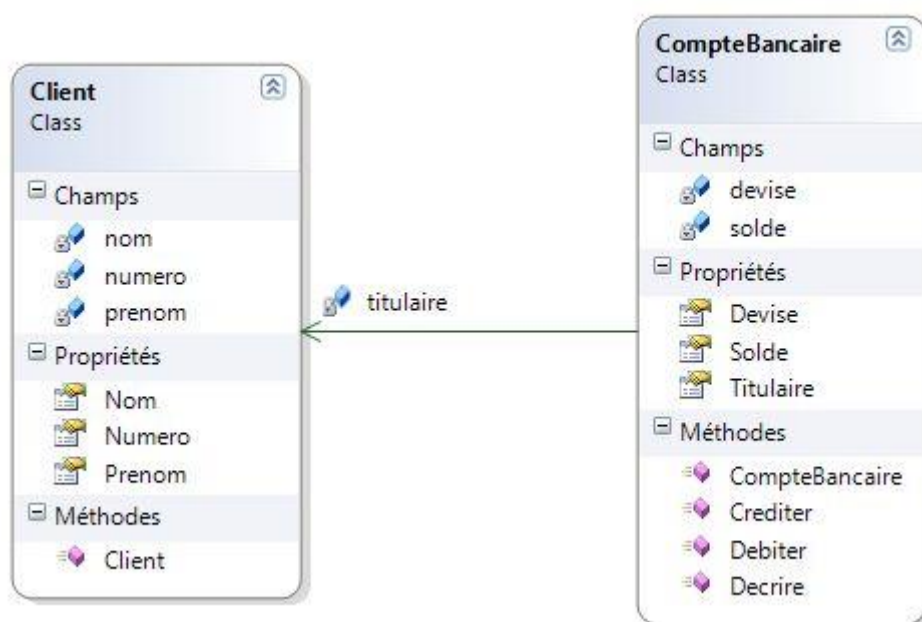 Client
Class
Champs
nom
numero
prenom
Propriétés
Nom
Numero
Prenom
Méthodes
Client
titulaire
CompteBancaire
Class
Champs
devise
solde
Propriétés
Devise
Solde
Titulaire
Méthodes
CompteBancaire
Crediter
Debiter
Decrire